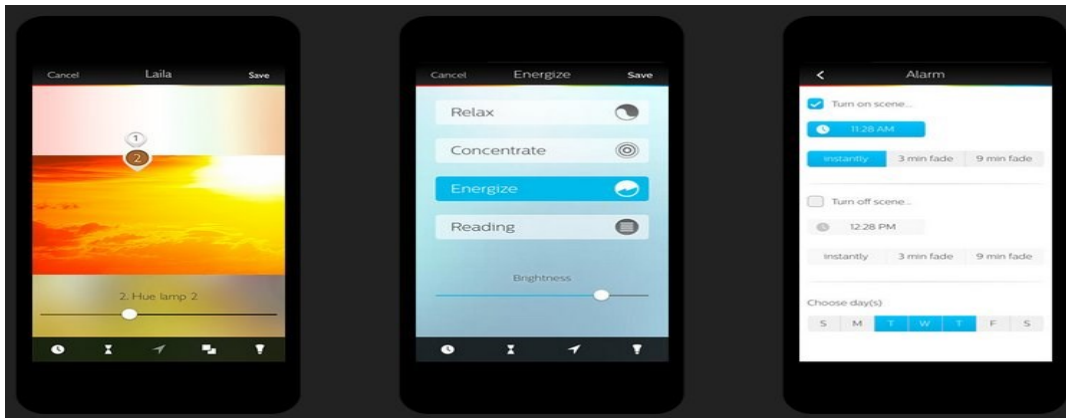 Cancel Laila Save
1
2
2. Hue lamp 2
Cancel Energize Save
Relax
Concentrate
Energize
Reading
Brightness
Alarm
Turn on scene...
11:28 AM
Instantly 3 min fade 9 min fade
Turn off scene...
12:28 PM
Instantly 3 min fade 9 min fade
Choose day(s)
S M T W T F S